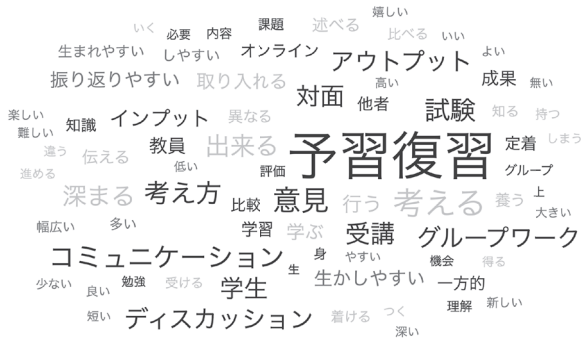 嬉しい
いく 必要 内容 課題 述べる 比べる いい
生まれやすい しやすい オンライン アウトプット よい
振り返りやすい 取り入れる 対面 高い 成果 無い
楽しい 知識 インプット 異なる 他者 試験 知る 持つ
難しい 教員 出来る 予習復習 定着 しまう
違う 伝える 低い 評価 グループ
進める 深まる 考え方 比較 意見 行う 考える 養う 上
大きい
幅広い 多い 学習 学ぶ 受講 グループワーク
コミュニケーション 身 やすい 機会 得る
少ない 良い 勉強 受ける 学生 生 生かしやすい 一方的
短い ディスカッション 着ける つく 理解 新しい
深い